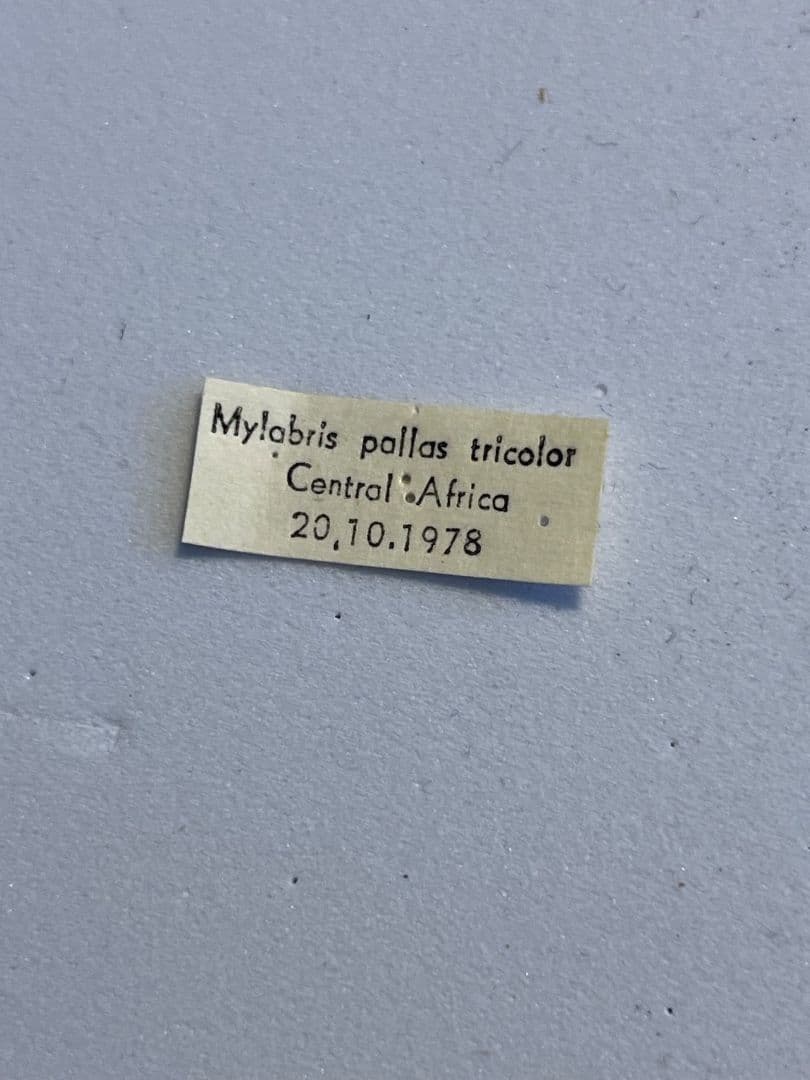 Mylabris pallas tricolor
Central Africa
20.10.1978